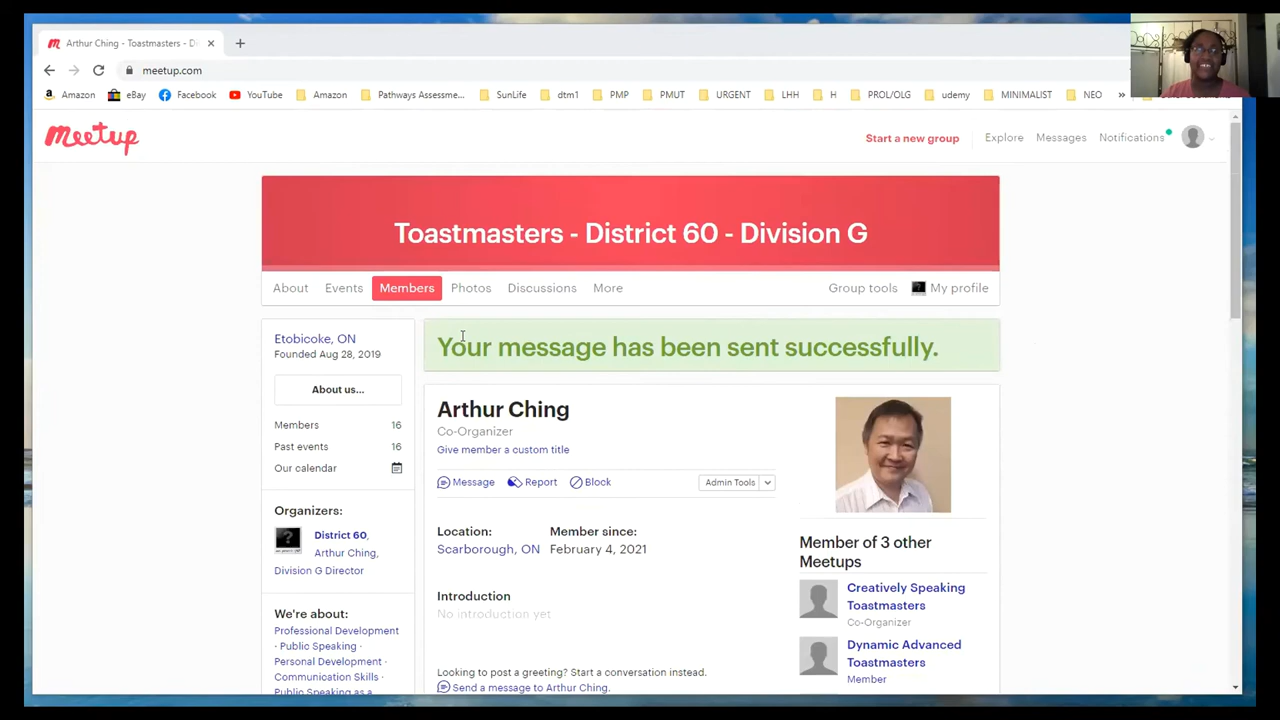 Arthur Ching - Toastmasters - Di
meetup.com
Amazon eBay Facebook YouTube Amazon Pathways Assessme... SunLife dtm1 PMP PMUT URGENT LHH H PROL/OLG udemy MINIMALIST NEO »
Meetup
Start a new group Explore Messages Notifications
Toastmasters - District 60 - Division G
About Events Members Photos Discussions More Group tools My profile
Etobicoke, ON
Founded Aug 28, 2019
About us...
Members 16
Past events 16
Our calendar
Organizers:
District 60,
Arthur Ching,
Division G Director
We're about:
Professional Development
· Public Speaking ·
Personal Development ·
Communication Skills ·
Public Speaking as a
Your message has been sent successfully.
Arthur Ching
Co-Organizer
Give member a custom title
Message Report Block Admin Tools
Location: Member since:
Scarborough, ON February 4, 2021
Introduction
No introduction yet
Looking to post a greeting? Start a conversation instead.
Send a message to Arthur Ching.
Member of 3 other
Meetups
Creatively Speaking
Toastmasters
Co-Organizer
Dynamic Advanced
Toastmasters
Member